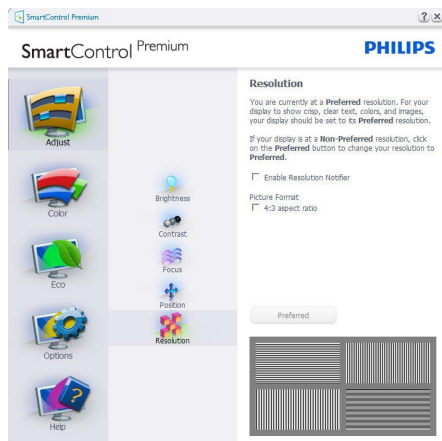 SmartControl Premium
SmartControl Premium
PHILIPS
Adjust
Color
Eco
Options
Help
Brightness
Contrast
Focus
Position
Resolution
Resolution
You are currently at a Preferred resolution. For your
display to show crisp, clear text, colors, and images,
your display should be set to its Preferred resolution.
If your display is at a Non-Preferred resolution, click
on the Preferred button to change your resolution to
Preferred.
Enable Resolution Notifier
Picture Format
4:3 aspect ratio
Preferred